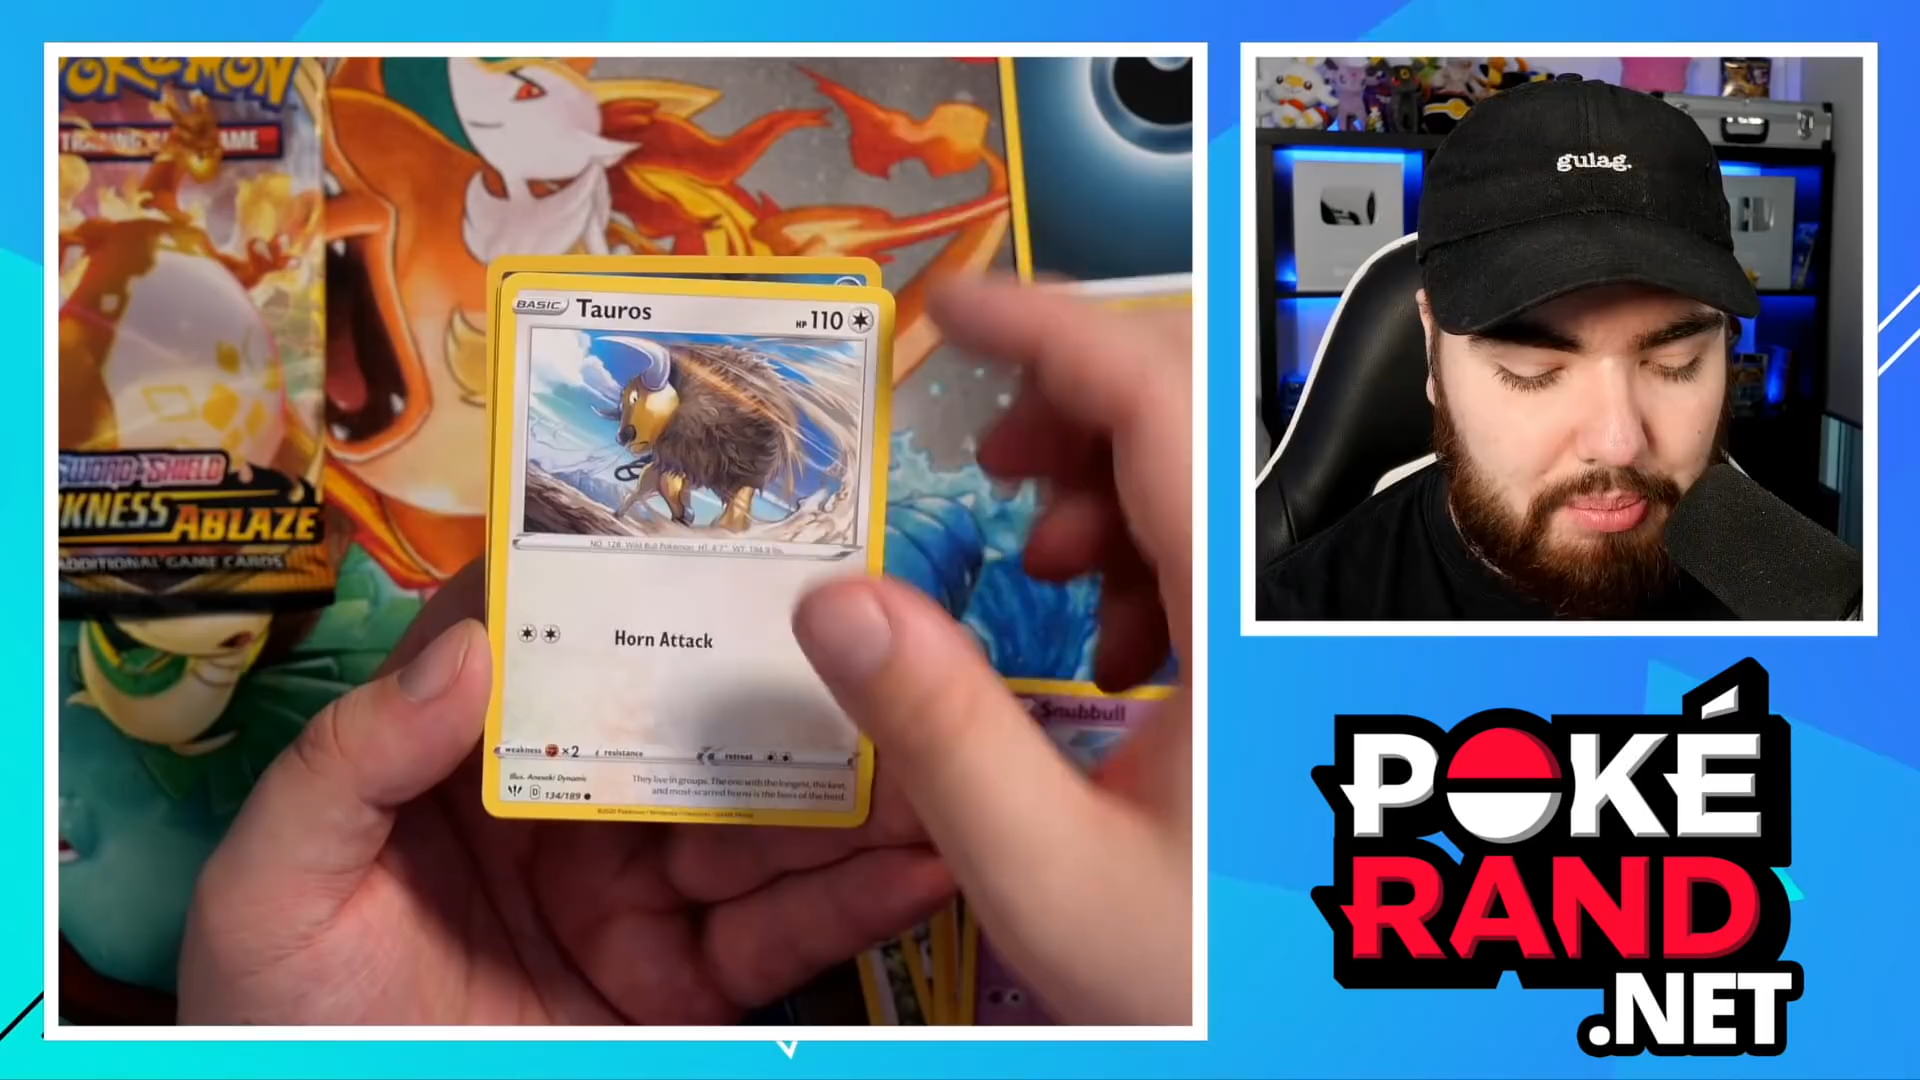 POKÉMON
TRADING CARD GAME
SWORD & SHIELD
KNESS ABLAZE
ADDITIONAL GAME CARDS
BASIC Tauros HP 110
NO. 128 Wild Bull Pokémon HT: 4'7" WT: 194.9 lbs.
Horn Attack
weakness ×2 resistance retreat
Illus. Anesaki Dynamic
They live in groups. The one with the longest, thickest,
and most-scarred horns is the boss of the herd.
D 134/189
Snubbull
gulag.
POKÉ
RAND
.NET